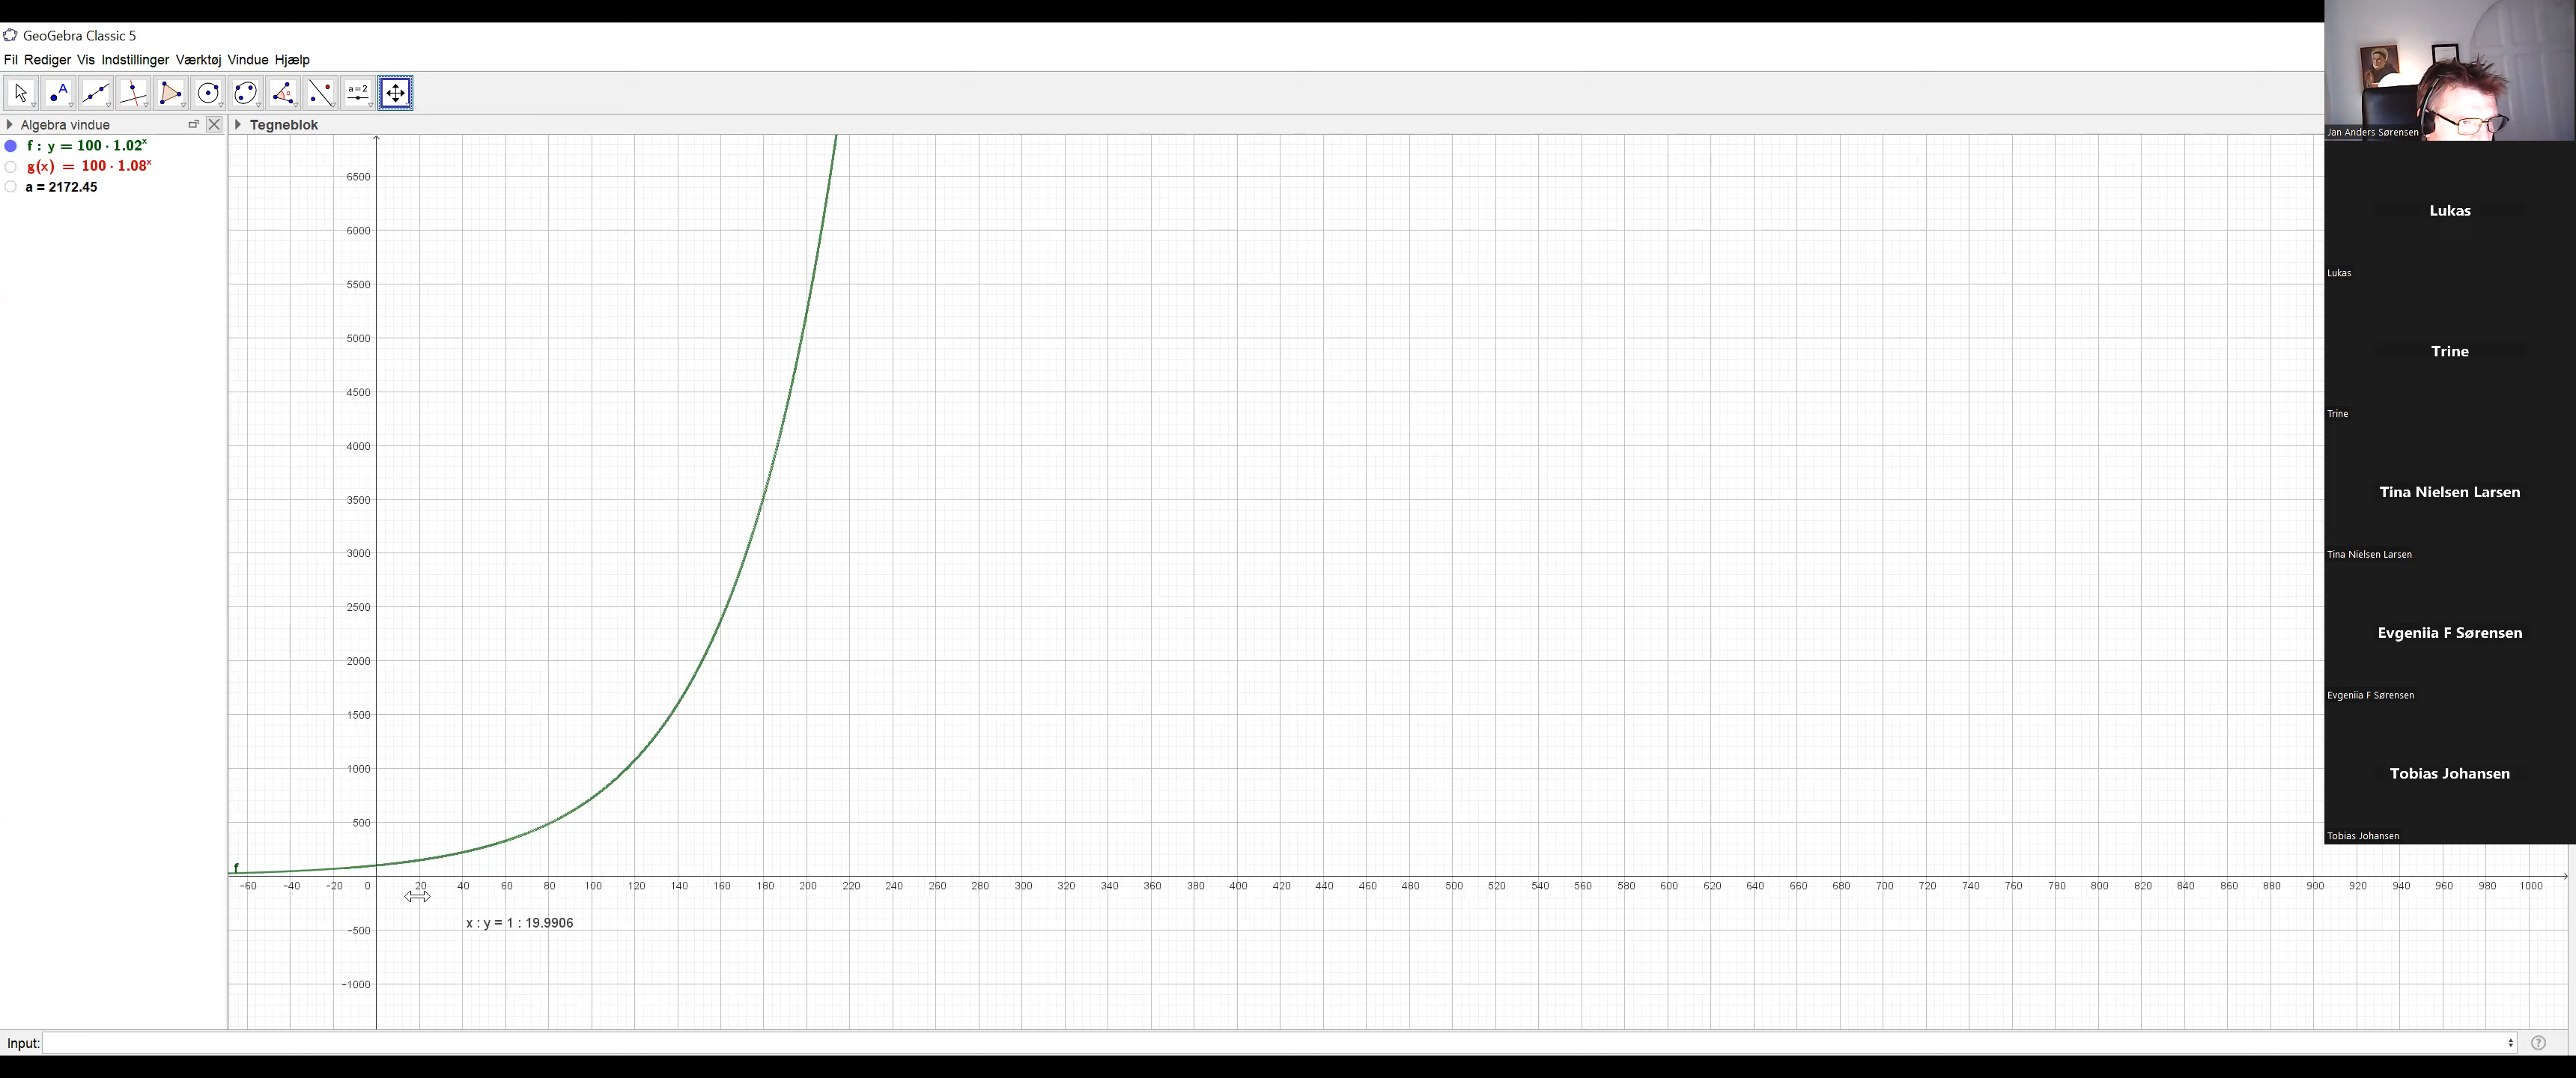 GeoGebra Classic 5
Fil Rediger Vis Indstillinger Værktøj Vindue Hjælp
A a=2
Algebra vindue
Tegneblok
f : y = 100 · 1.02ˣ
g(x) = 100 · 1.08ˣ
a = 2172.45
6500
6000
5500
5000
4500
4000
3500
3000
2500
2000
1500
1000
500
f
-60 -40 -20 0 20 40 60 80 100 120 140 160 180 200 220 240 260 280 300 320 340 360 380 400 420 440 460 480 500 520 540 560 580 600 620 640 660 680 700 720 740 760 780 800 820 840 860 880 900 920 940 960 980 1000
x : y = 1 : 19.9906
-500
-1000
Input:
Jan Anders Sørensen
Lukas
Lukas
Trine
Trine
Tina Nielsen Larsen
Tina Nielsen Larsen
Evgeniia F Sørensen
Evgeniia F Sørensen
Tobias Johansen
Tobias Johansen